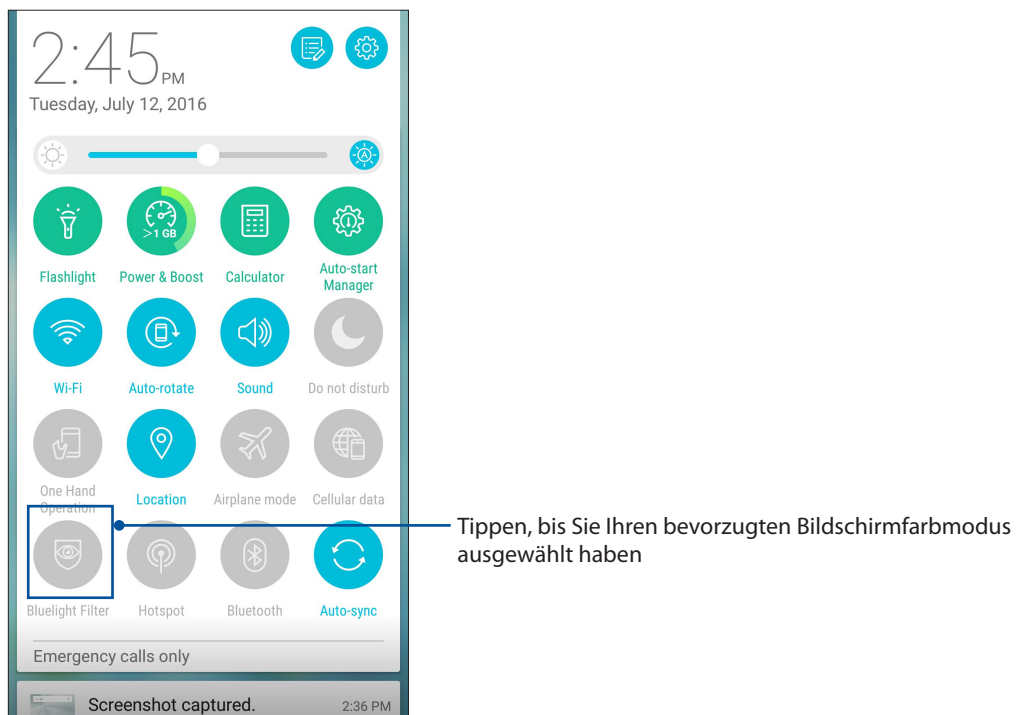 2:45 PM
Tuesday, July 12, 2016
A
>1 GB
Flashlight Power & Boost Calculator Auto-start
Manager
Wi-Fi Auto-rotate Sound Do not disturb
One Hand
Operation Location Airplane mode Cellular data
Tippen, bis Sie Ihren bevorzugten Bildschirmfarbmodus
ausgewählt haben
Bluelight Filter Hotspot Bluetooth Auto-sync
Emergency calls only
Screenshot captured. 2:36 PM